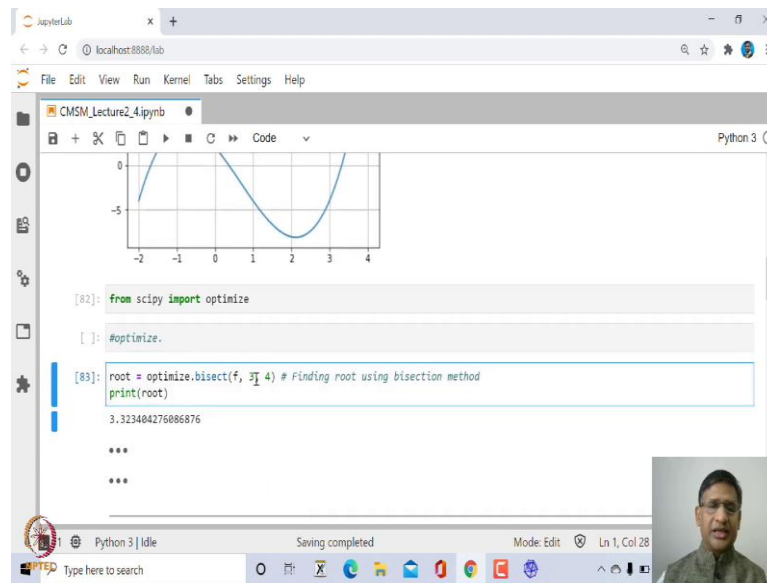 JupyterLab
localhost:8888/lab
File Edit View Run Kernel Tabs Settings Help
CMSM_Lecture2_4.ipynb
Code
Python 3
0
-5
-2 -1 0 1 2 3 4
[82]: from scipy import optimize
[ ]: #optimize.
[83]: root = optimize.bisect(f, 3, 4) # Finding root using bisection method
print(root)
3.323404276086876
1 Python 3 | Idle Saving completed Mode: Edit Ln 1, Col 28
NPTEL Type here to search